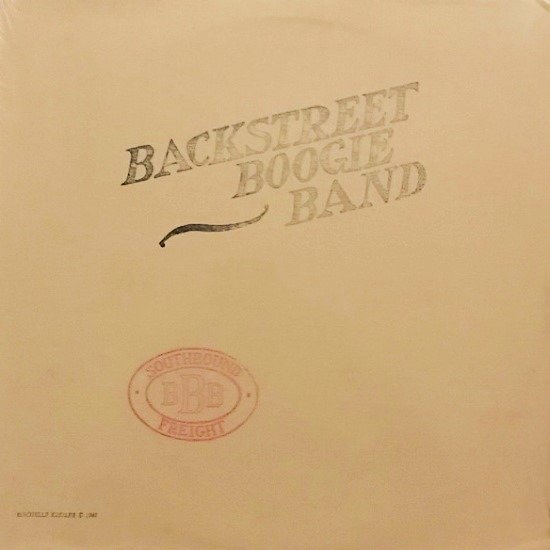 BACKSTREET
BOOGIE
BAND
SOUTHBOUND
BBB
FREIGHT